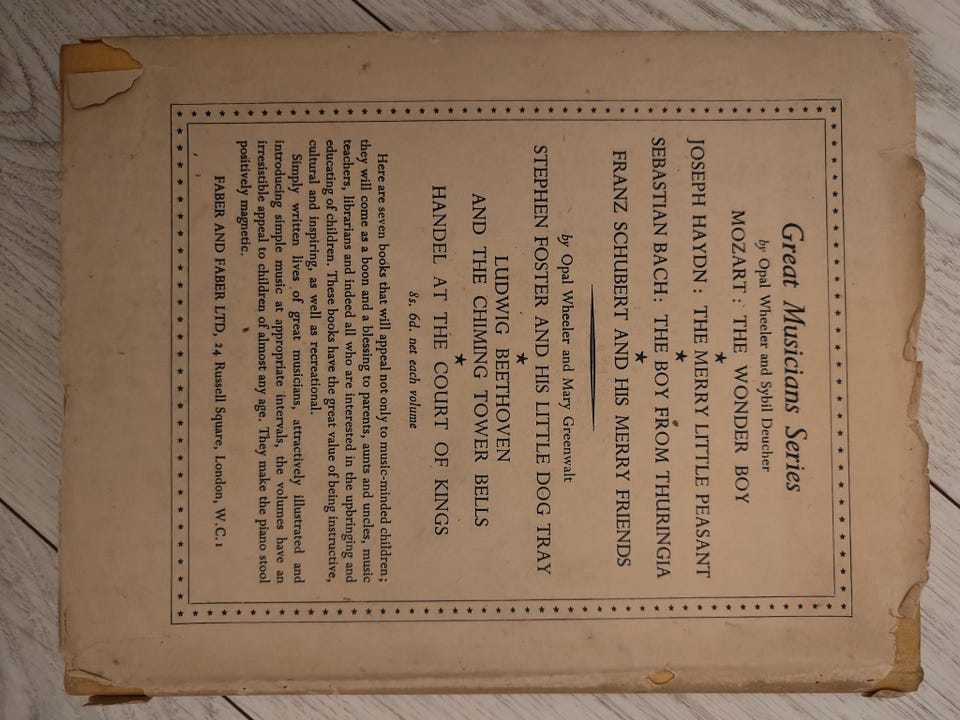 Great Musicians Series
by Opal Wheeler and Sybil Deucher
MOZART : THE WONDER BOY
★
JOSEPH HAYDN : THE MERRY LITTLE PEASANT
★
SEBASTIAN BACH : THE BOY FROM THURINGIA
★
FRANZ SCHUBERT AND HIS MERRY FRIENDS
by Opal Wheeler and Mary Greenwalt
STEPHEN FOSTER AND HIS LITTLE DOG TRAY
★
LUDWIG BEETHOVEN
AND THE CHIMING TOWER BELLS
★
HANDEL AT THE COURT OF KINGS
8s. 6d. net each volume
Here are seven books that will appeal not only to music-minded children;
they will come as a boon and a blessing to parents, aunts and uncles, music
teachers, librarians and indeed all who are interested in the upbringing and
educating of children. These books have the great value of being instructive,
cultural and inspiring, as well as recreational.
Simply written lives of great musicians, attractively illustrated and
introducing simple music at appropriate intervals, the volumes have an
irresistible appeal to children of almost any age. They make the piano stool
positively magnetic.
FABER AND FABER LTD, 24 Russell Square, London, W.C.1